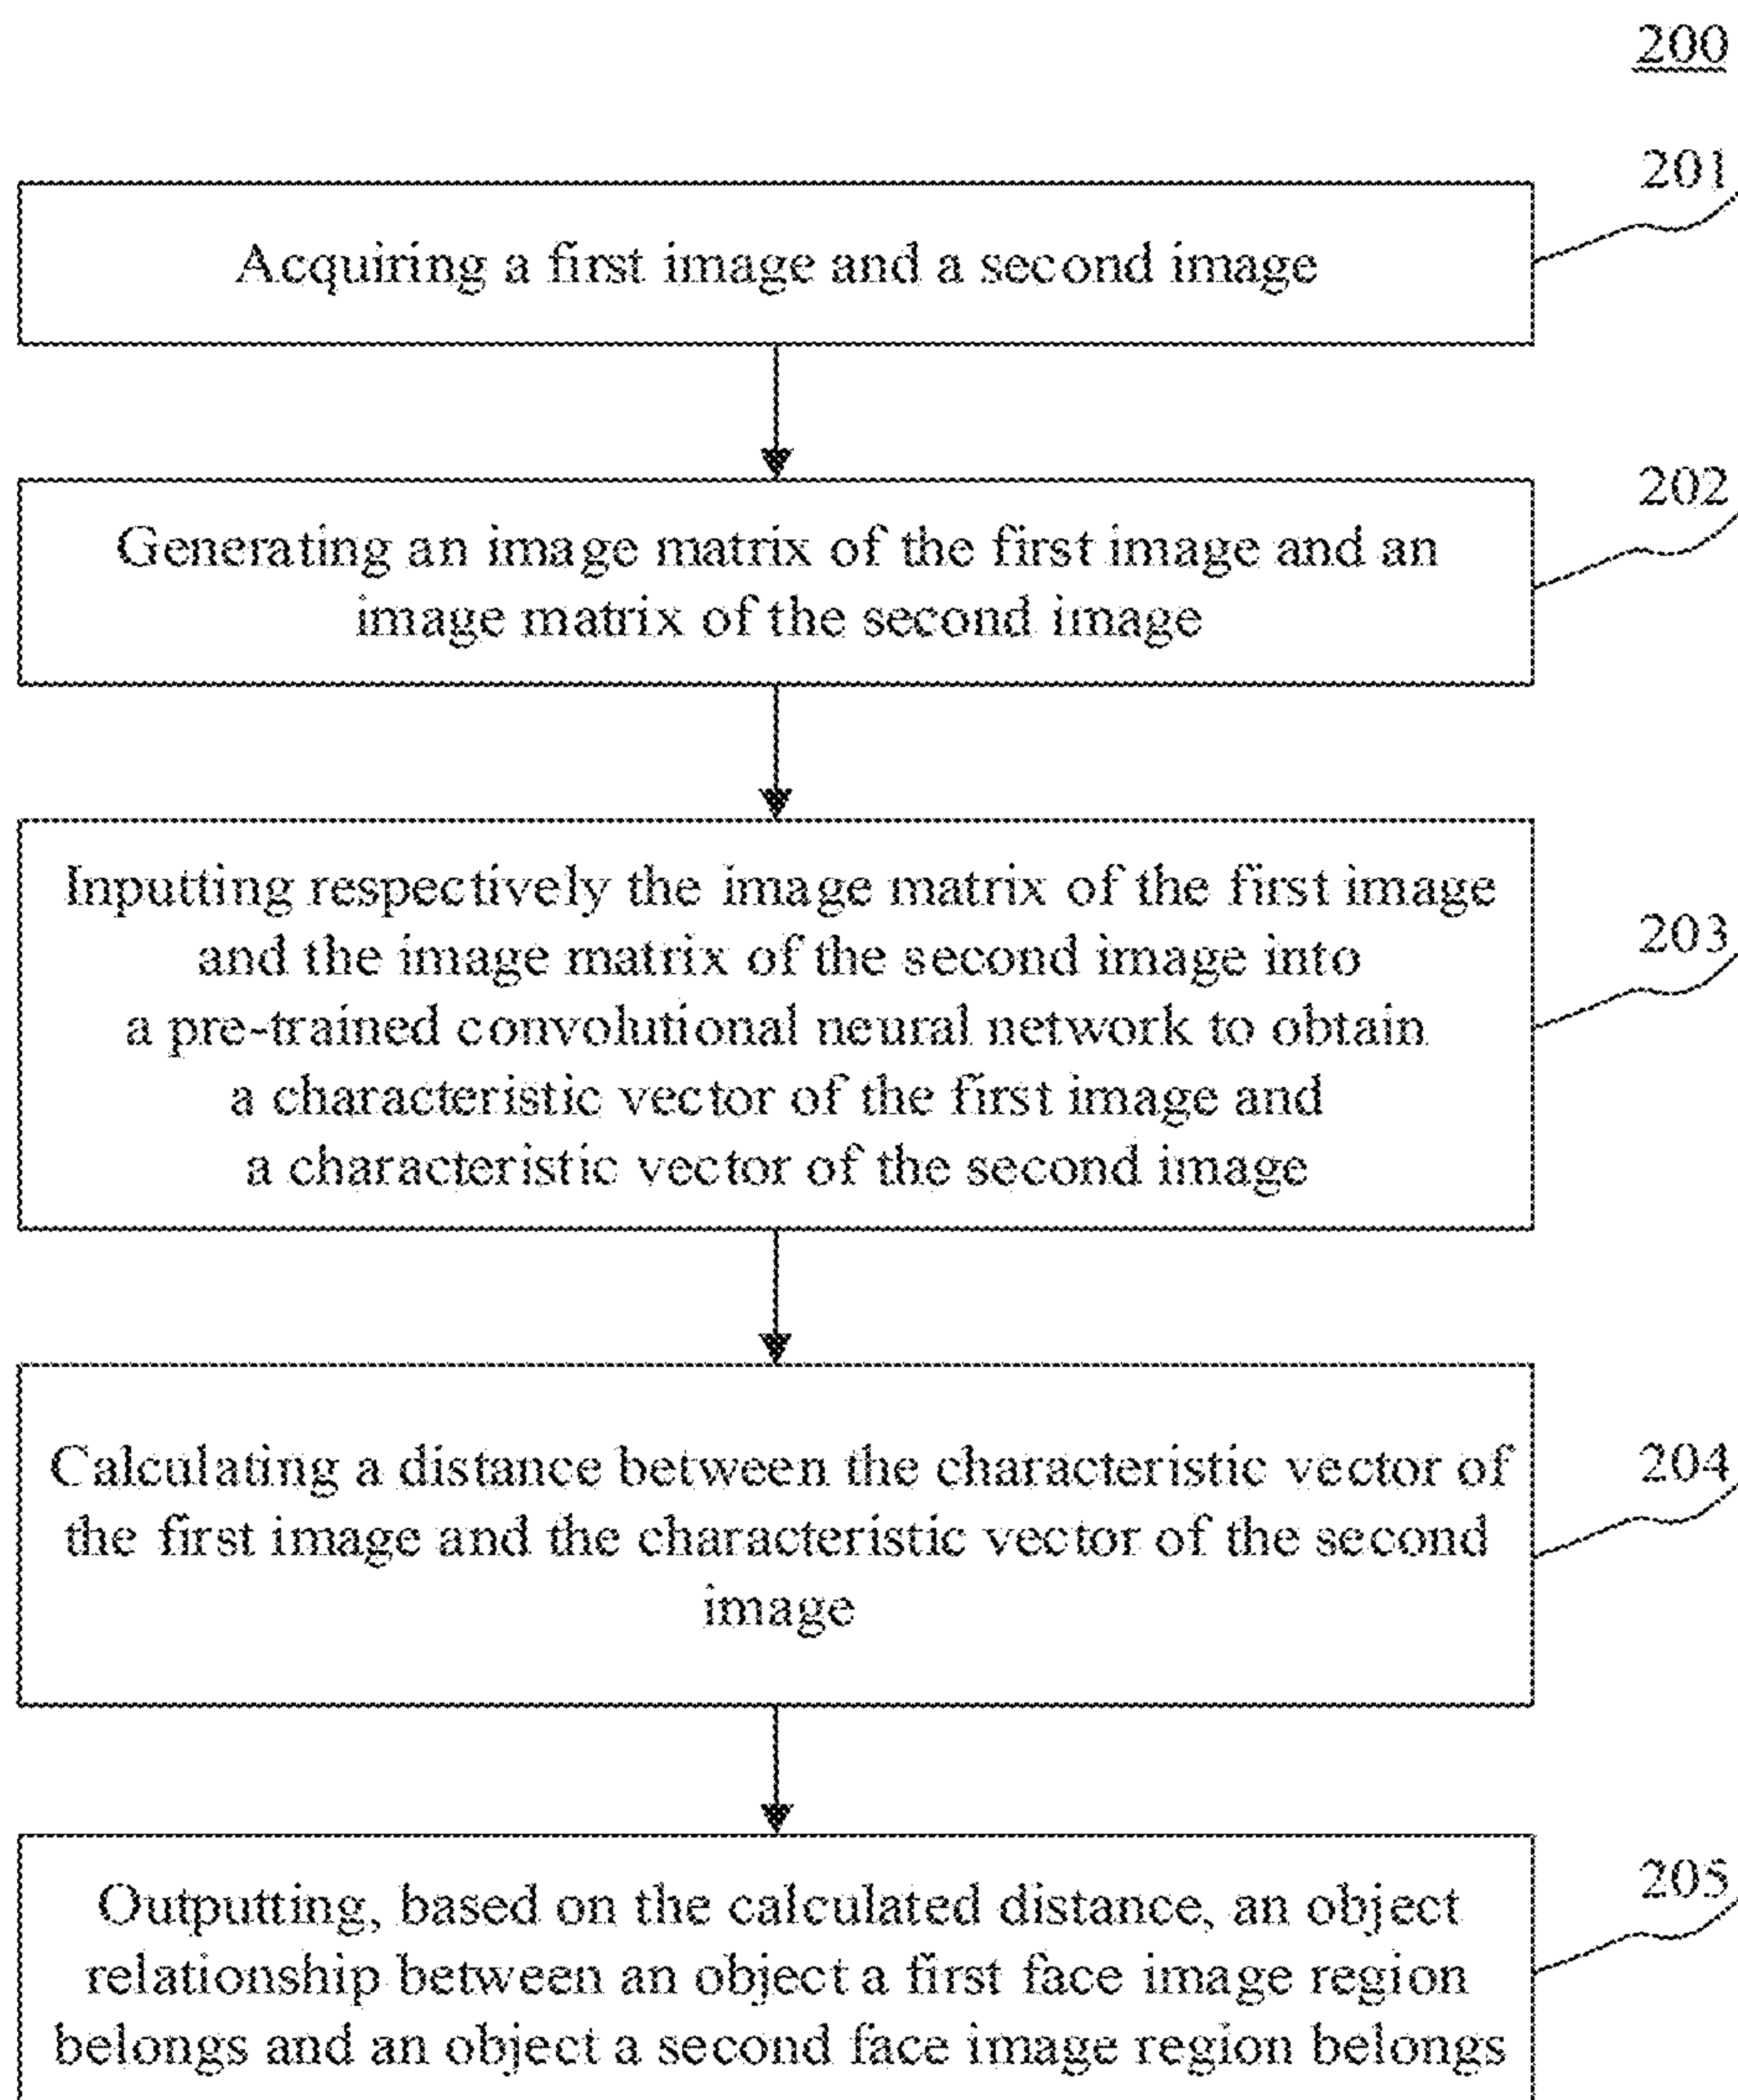 200
201
Acquiring a first image and a second image
202
Generating an image matrix of the first image and an
image matrix of the second image
Inputting respectively the image matrix of the first image
203
and the image matrix of the second image into
a pre-trained convolutional neural network to obtain
a characteristic vector of the first image and
a characteristic vector of the second image
204
Calculating a distance between the characteristic vector of
the first image and the characteristic vector of the second
image
205
Outputting, based on the calculated distance, an object
relationship between an object a first face image region
belongs and an object a second face image region belongs